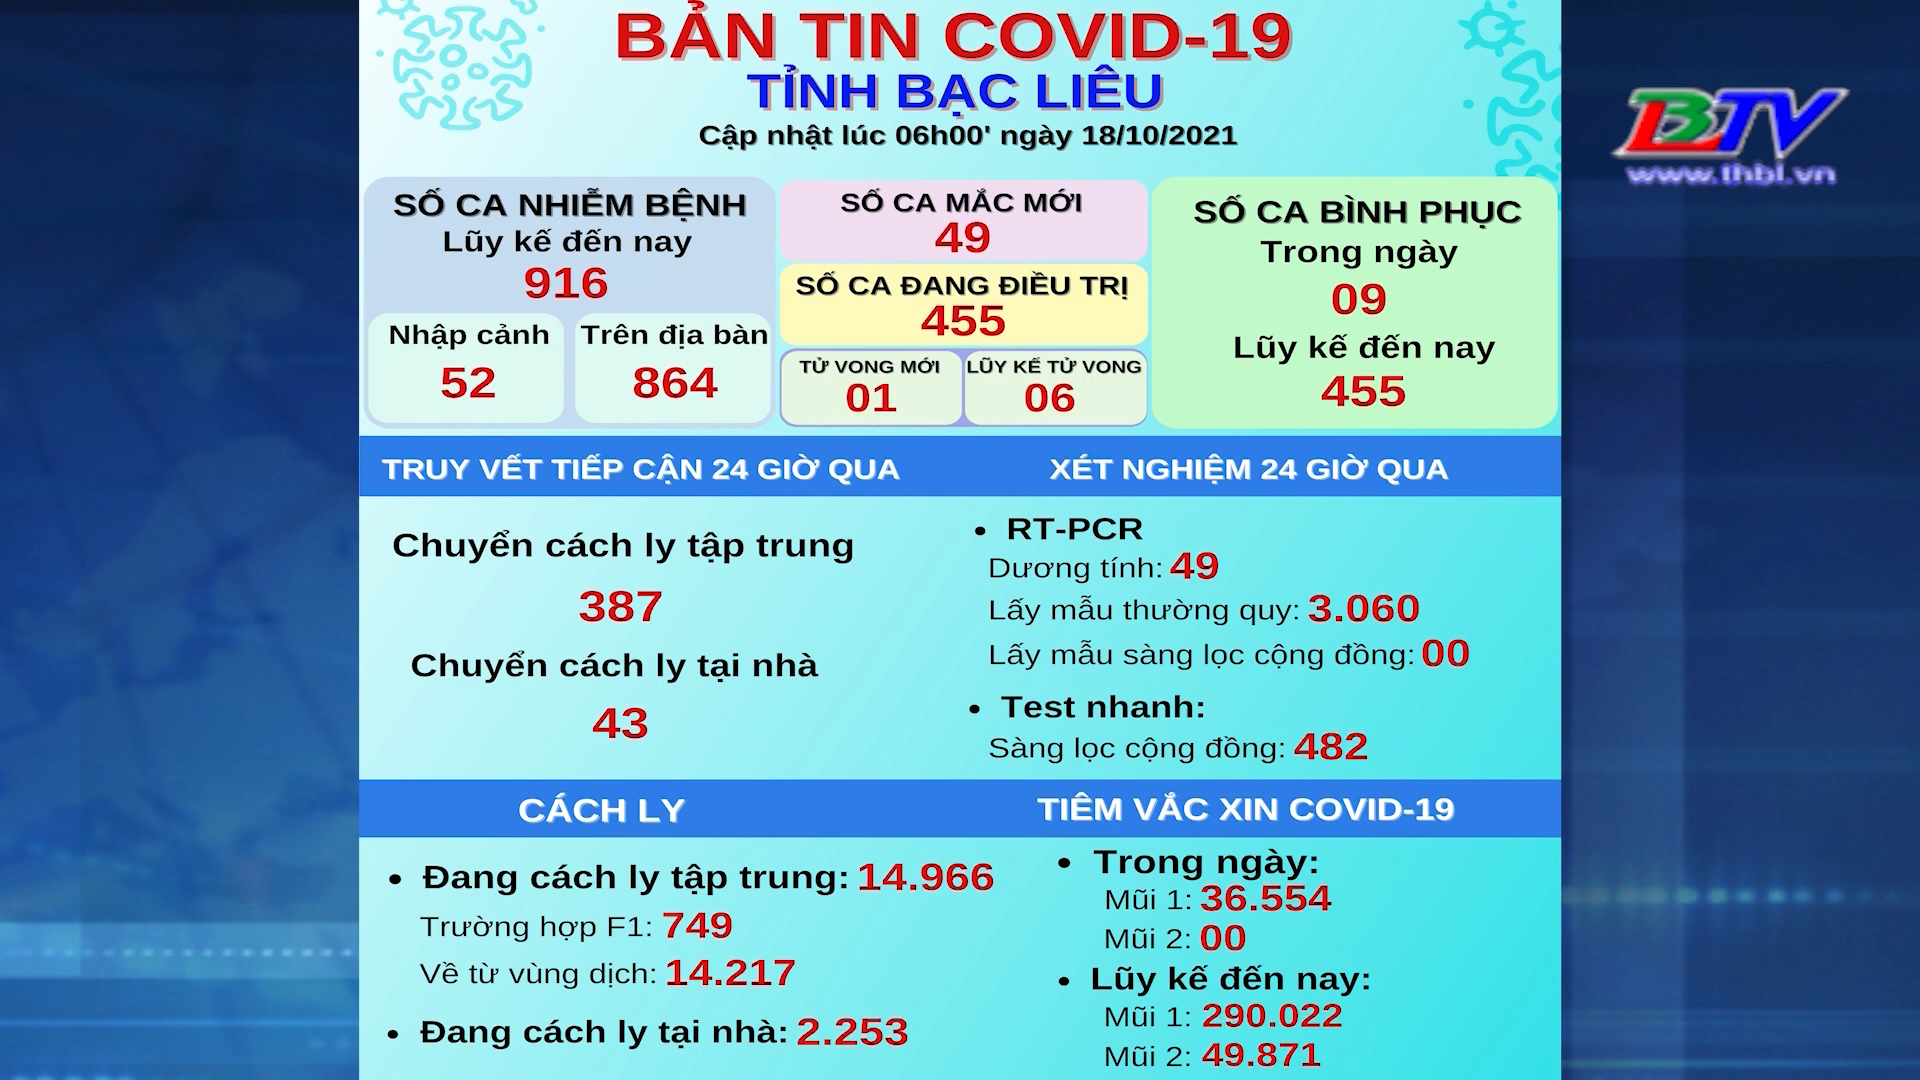 BẢN TIN COVID-19
TỈNH BẠC LIÊU
Cập nhật lúc 06h00' ngày 18/10/2021
BTV
www.thbl.vn
SỐ CA NHIỄM BỆNH
Lũy kế đến nay
916
Nhập cảnh
52
Trên địa bàn
864
SỐ CA MẮC MỚI
49
SỐ CA ĐANG ĐIỀU TRỊ
455
TỬ VONG MỚI
01
LŨY KẾ TỬ VONG
06
SỐ CA BÌNH PHỤC
Trong ngày
09
Lũy kế đến nay
455
TRUY VẾT TIẾP CẬN 24 GIỜ QUA
Chuyển cách ly tập trung
387
Chuyển cách ly tại nhà
43
XÉT NGHIỆM 24 GIỜ QUA
• RT-PCR
Dương tính: 49
Lấy mẫu thường quy: 3.060
Lấy mẫu sàng lọc cộng đồng: 00
• Test nhanh:
Sàng lọc cộng đồng: 482
CÁCH LY
• Đang cách ly tập trung: 14.966
Trường hợp F1: 749
Về từ vùng dịch: 14.217
• Đang cách ly tại nhà: 2.253
TIÊM VẮC XIN COVID-19
• Trong ngày:
Mũi 1: 36.554
Mũi 2: 00
• Lũy kế đến nay:
Mũi 1: 290.022
Mũi 2: 49.871